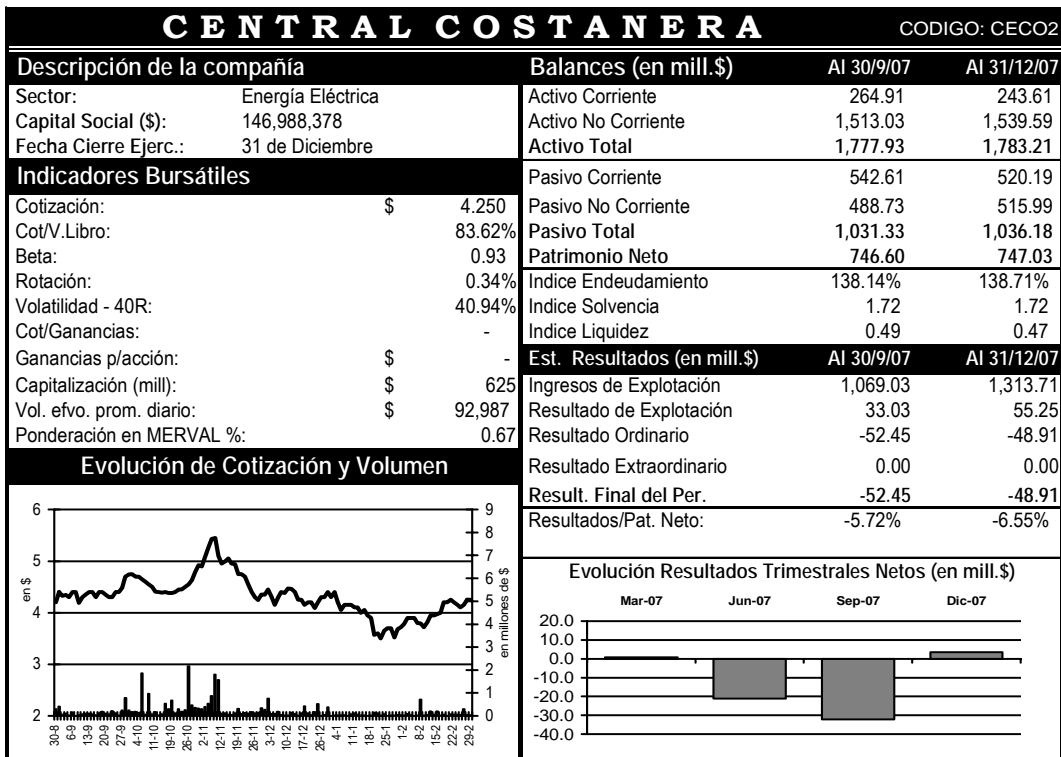 CENTRAL COSTANERA CODIGO: CECO2
Descripción de la compañía
Sector: Energía Eléctrica
Capital Social ($): 146,988,378
Fecha Cierre Ejerc.: 31 de Diciembre
Indicadores Bursátiles
Cotización: $ 4.250
Cot/V.Libro: 83.62%
Beta: 0.93
Rotación: 0.34%
Volatilidad - 40R: 40.94%
Cot/Ganancias: -
Ganancias p/acción: $ -
Capitalización (mill): $ 625
Vol. efvo. prom. diario: $ 92,987
Ponderación en MERVAL %: 0.67
Evolución de Cotización y Volumen
6
5
4
3
2
en $
9
8
7
6
5
4
3
2
1
0
en millones de $
30-8 6-9 13-9 20-9 27-9 4-10 11-10 19-10 26-10 2-11 12-11 19-11 26-11 3-12 10-12 17-12 26-12 4-1 11-1 18-1 25-1 1-2 8-2 15-2 22-2 29-2
Balances (en mill.$) Al 30/9/07 Al 31/12/07
Activo Corriente 264.91 243.61
Activo No Corriente 1,513.03 1,539.59
Activo Total 1,777.93 1,783.21
Pasivo Corriente 542.61 520.19
Pasivo No Corriente 488.73 515.99
Pasivo Total 1,031.33 1,036.18
Patrimonio Neto 746.60 747.03
Indice Endeudamiento 138.14% 138.71%
Indice Solvencia 1.72 1.72
Indice Liquidez 0.49 0.47
Est. Resultados (en mill.$) Al 30/9/07 Al 31/12/07
Ingresos de Explotación 1,069.03 1,313.71
Resultado de Explotación 33.03 55.25
Resultado Ordinario -52.45 -48.91
Resultado Extraordinario 0.00 0.00
Result. Final del Per. -52.45 -48.91
Resultados/Pat. Neto: -5.72% -6.55%
Evolución Resultados Trimestrales Netos (en mill.$)
Mar-07 Jun-07 Sep-07 Dic-07
20.0
10.0
0.0
-10.0
-20.0
-30.0
-40.0